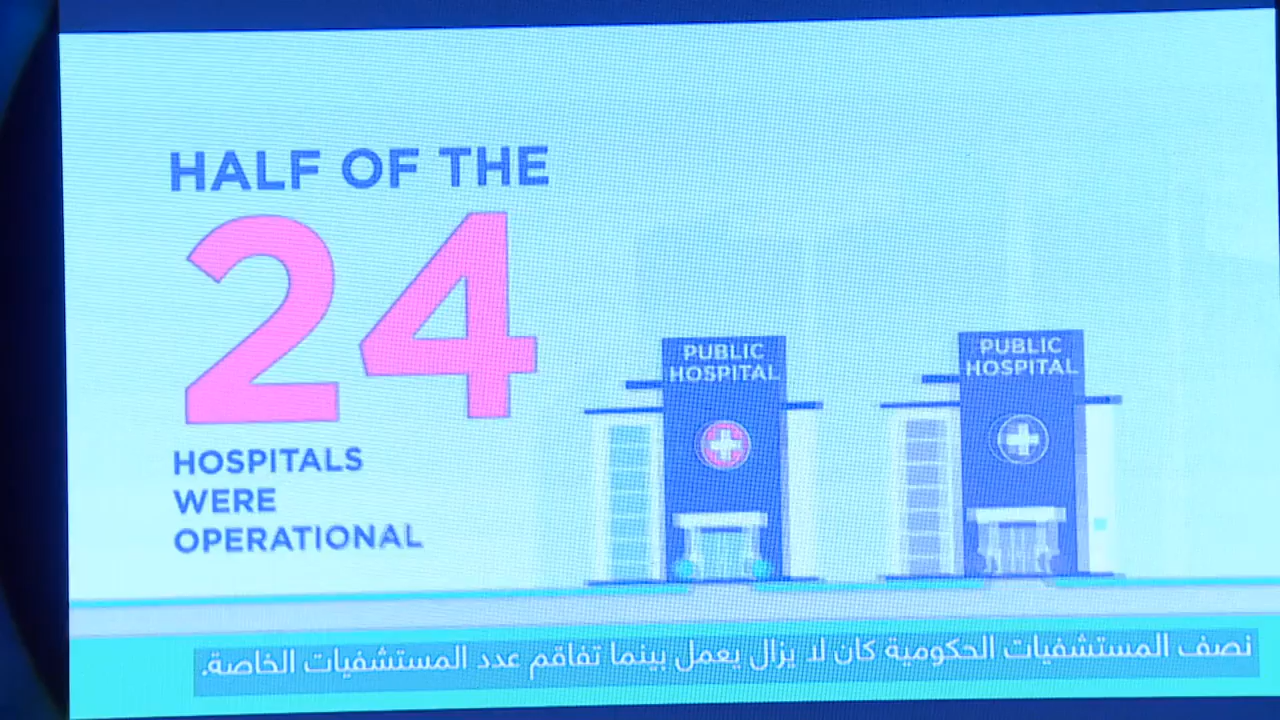 HALF OF THE
24
HOSPITALS
WERE
OPERATIONAL
PUBLIC
HOSPITAL
PUBLIC
HOSPITAL
نصف المستشفيات الحكومية كان لا يزال يعمل بينما تفاقم عدد المستشفيات الخاصة.